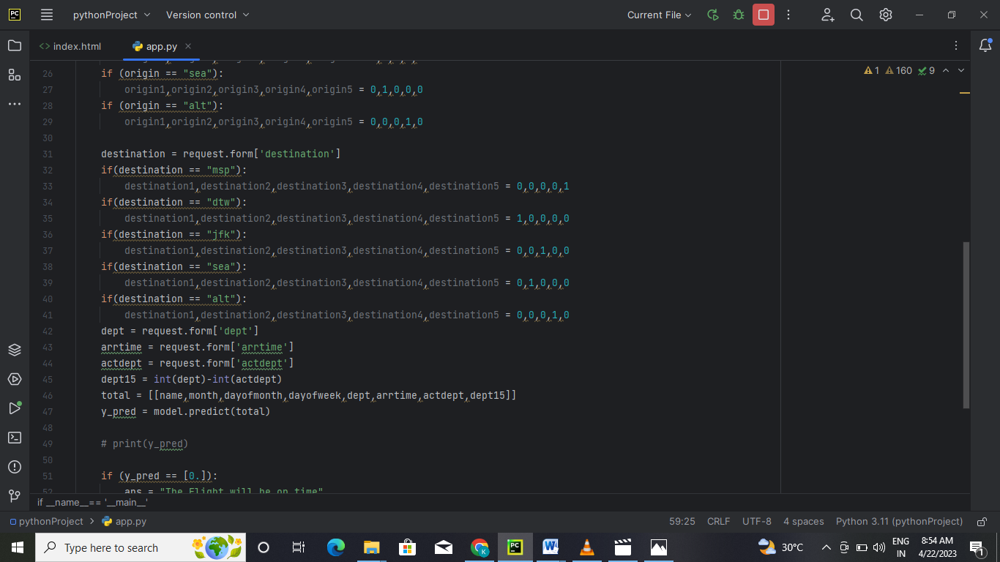 pythonProject Version control Current File
index.html app.py
1 160 9
26 if (origin == "sea"):
27 origin1,origin2,origin3,origin4,origin5 = 0,1,0,0,0
28 if (origin == "alt"):
29 origin1,origin2,origin3,origin4,origin5 = 0,0,0,1,0
30
31 destination = request.form['destination']
32 if(destination == "msp"):
33 destination1,destination2,destination3,destination4,destination5 = 0,0,0,0,1
34 if(destination == "dtw"):
35 destination1,destination2,destination3,destination4,destination5 = 1,0,0,0,0
36 if(destination == "jfk"):
37 destination1,destination2,destination3,destination4,destination5 = 0,0,1,0,0
38 if(destination == "sea"):
39 destination1,destination2,destination3,destination4,destination5 = 0,1,0,0,0
40 if(destination == "alt"):
41 destination1,destination2,destination3,destination4,destination5 = 0,0,0,1,0
42 dept = request.form['dept']
43 arrtime = request.form['arrtime']
44 actdept = request.form['actdept']
45 dept15 = int(dept)-int(actdept)
46 total = [[name,month,dayofmonth,dayofweek,dept,arrtime,actdept,dept15]]
47 y_pred = model.predict(total)
48
49 # print(y_pred)
50
51 if (y_pred == [0.]):
52 ans = "The Flight will be on time"
if __name__== '__main__'
pythonProject > app.py 59:25 CRLF UTF-8 4 spaces Python 3.11 (pythonProject)
Type here to search 30°C ENG IN 8:54 AM 4/22/2023 1